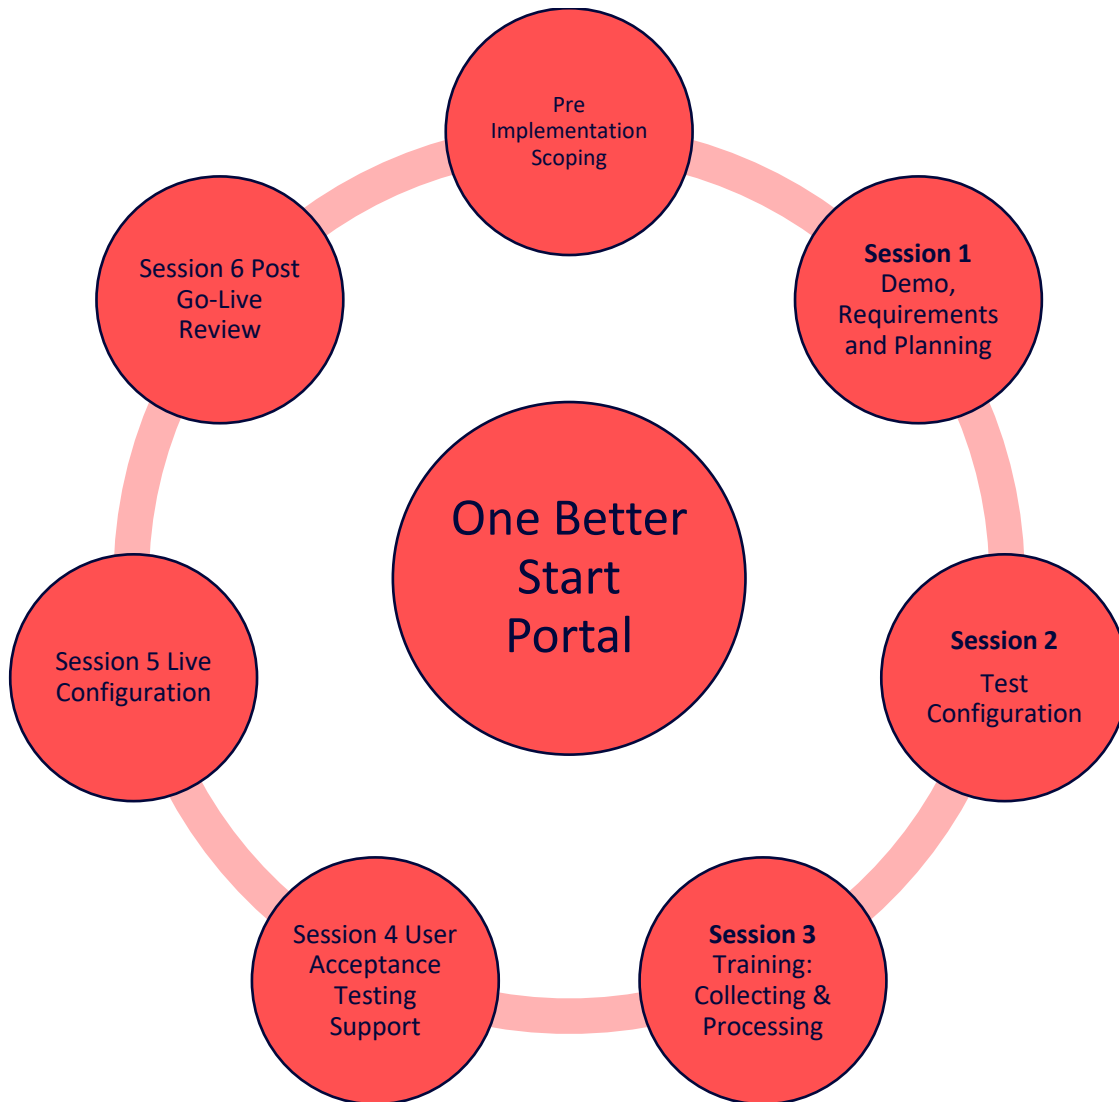 Pre
Implementation
Scoping
Session 1
Demo,
Requirements
and Planning
Session 2
Test
Configuration
Session 3
Training:
Collecting &
Processing
Session 4 User
Acceptance
Testing
Support
Session 5 Live
Configuration
Session 6 Post
Go-Live
Review
One Better
Start
Portal